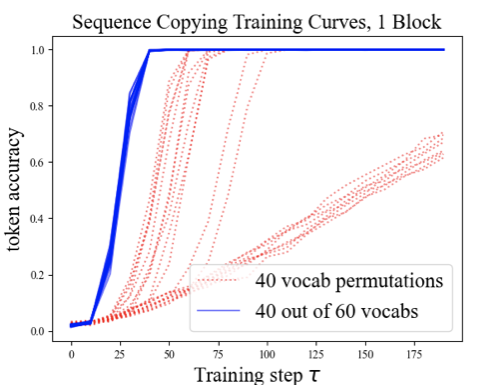 Sequence Copying Training Curves, 1 Block
token accuracy
1.0
0.8
0.6
0.4
0.2
0.0
40 vocab permutations
40 out of 60 vocabs
0 25 50 75 100 125 150 175
Training step τ